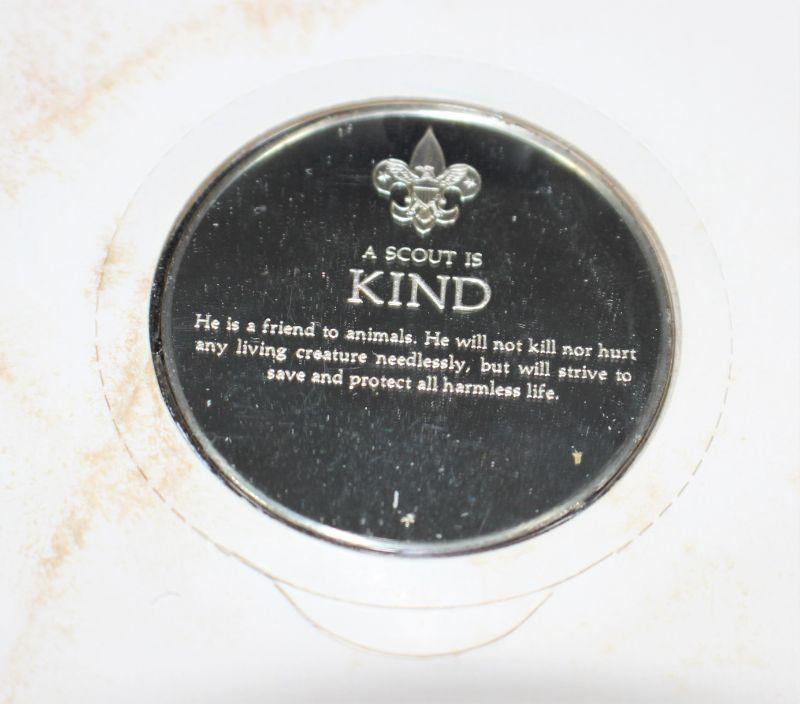 A SCOUT IS
KIND
He is a friend to animals. He will not kill nor hurt
any living creature needlessly, but will strive to
save and protect all harmless life.